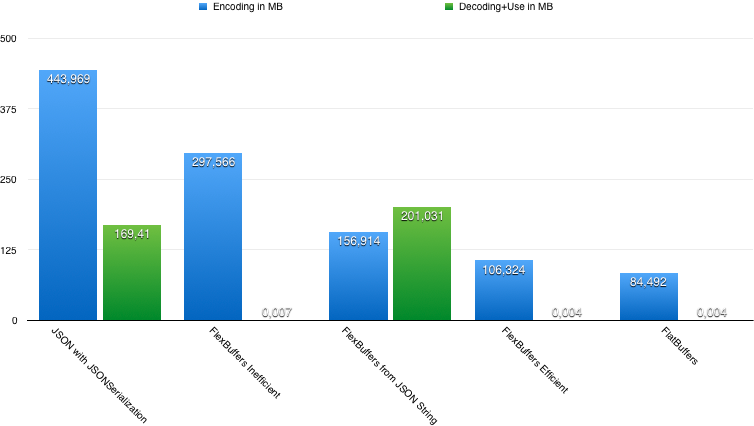 Encoding in MB
Decoding+Use in MB
500
375
250
125
0
443,969
169,41
297,566
0,007
156,914
201,031
106,324
0,004
84,492
0,004
JSON with JSONSerialization
FlexBuffers Inefficient
FlexBuffers from JSON String
FlexBuffers Efficient
FlatBuffers